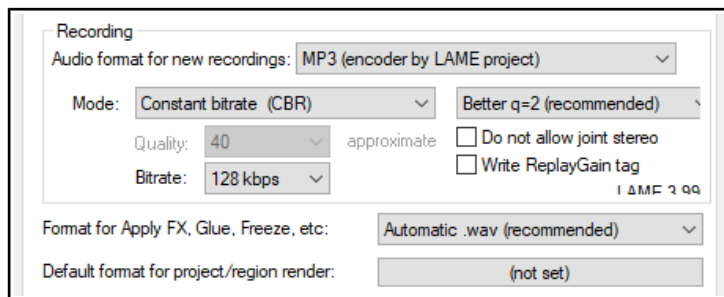 Recording
Audio format for new recordings: MP3 (encoder by LAME project)
Mode: Constant bitrate (CBR) Better q=2 (recommended)
Quality: 40 approximate Do not allow joint stereo
Bitrate: 128 kbps Write ReplayGain tag
LAME 3.99
Format for Apply FX, Glue, Freeze, etc: Automatic .wav (recommended)
Default format for project/region render: (not set)